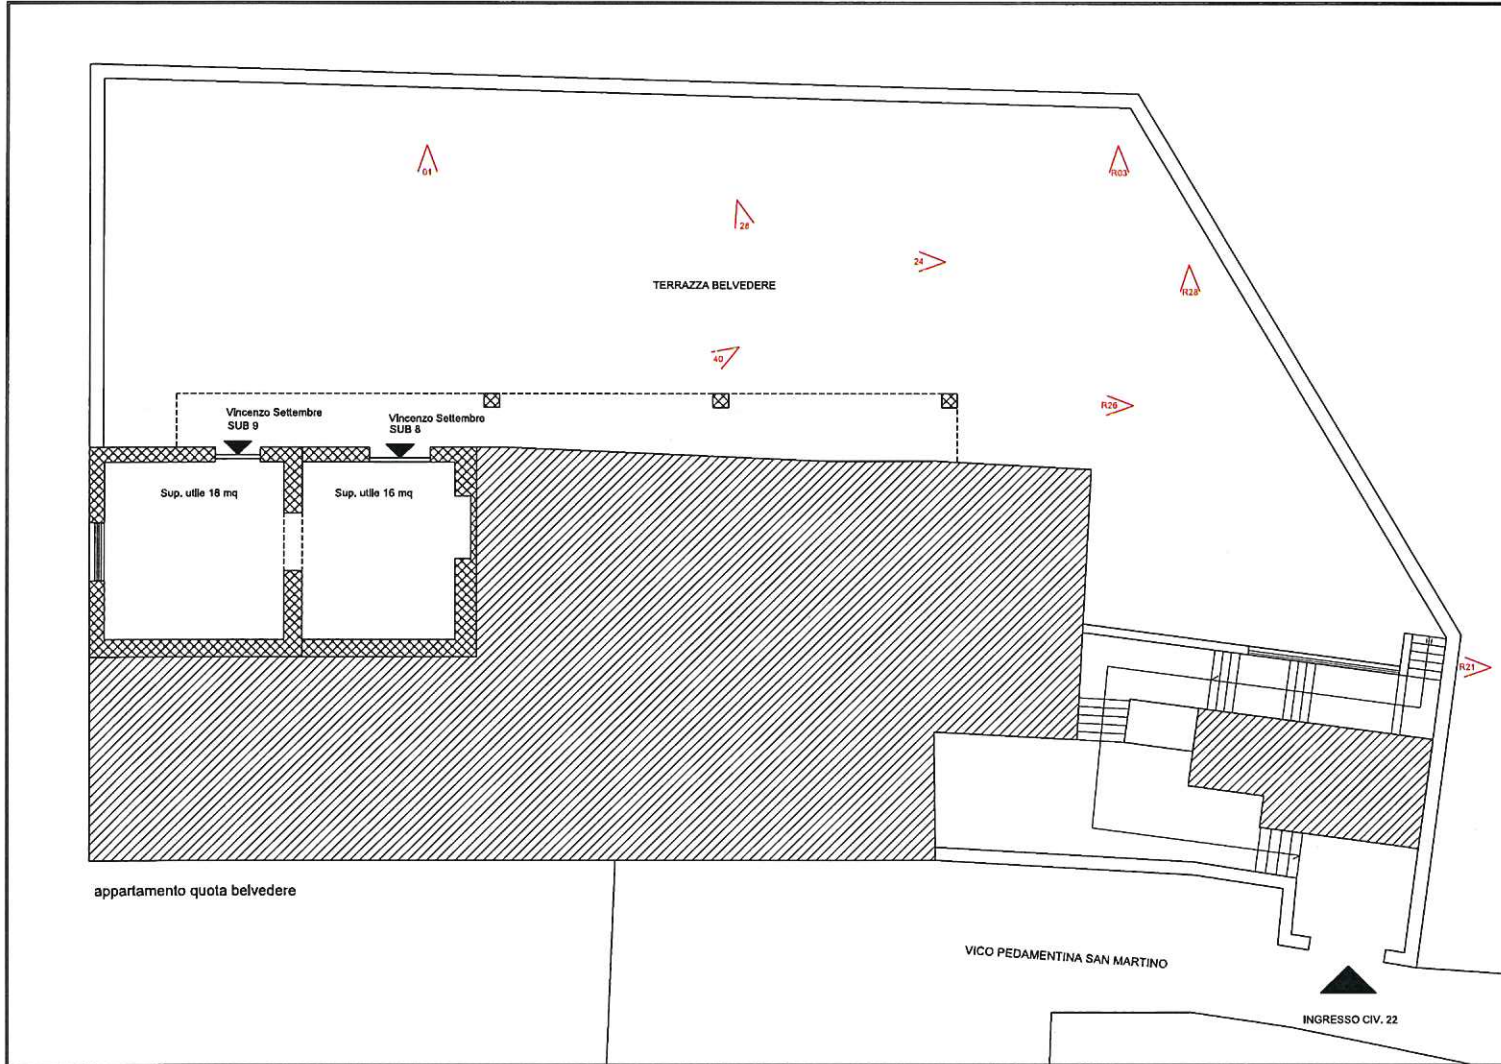 01
R03
28
24
TERRAZZA BELVEDERE
R28
40
R26
Vincenzo Settembre
SUB 9
Vincenzo Settembre
SUB 8
Sup. utile 18 mq
Sup. utile 16 mq
R21
appartamento quota belvedere
VICO PEDAMENTINA SAN MARTINO
INGRESSO CIV. 22